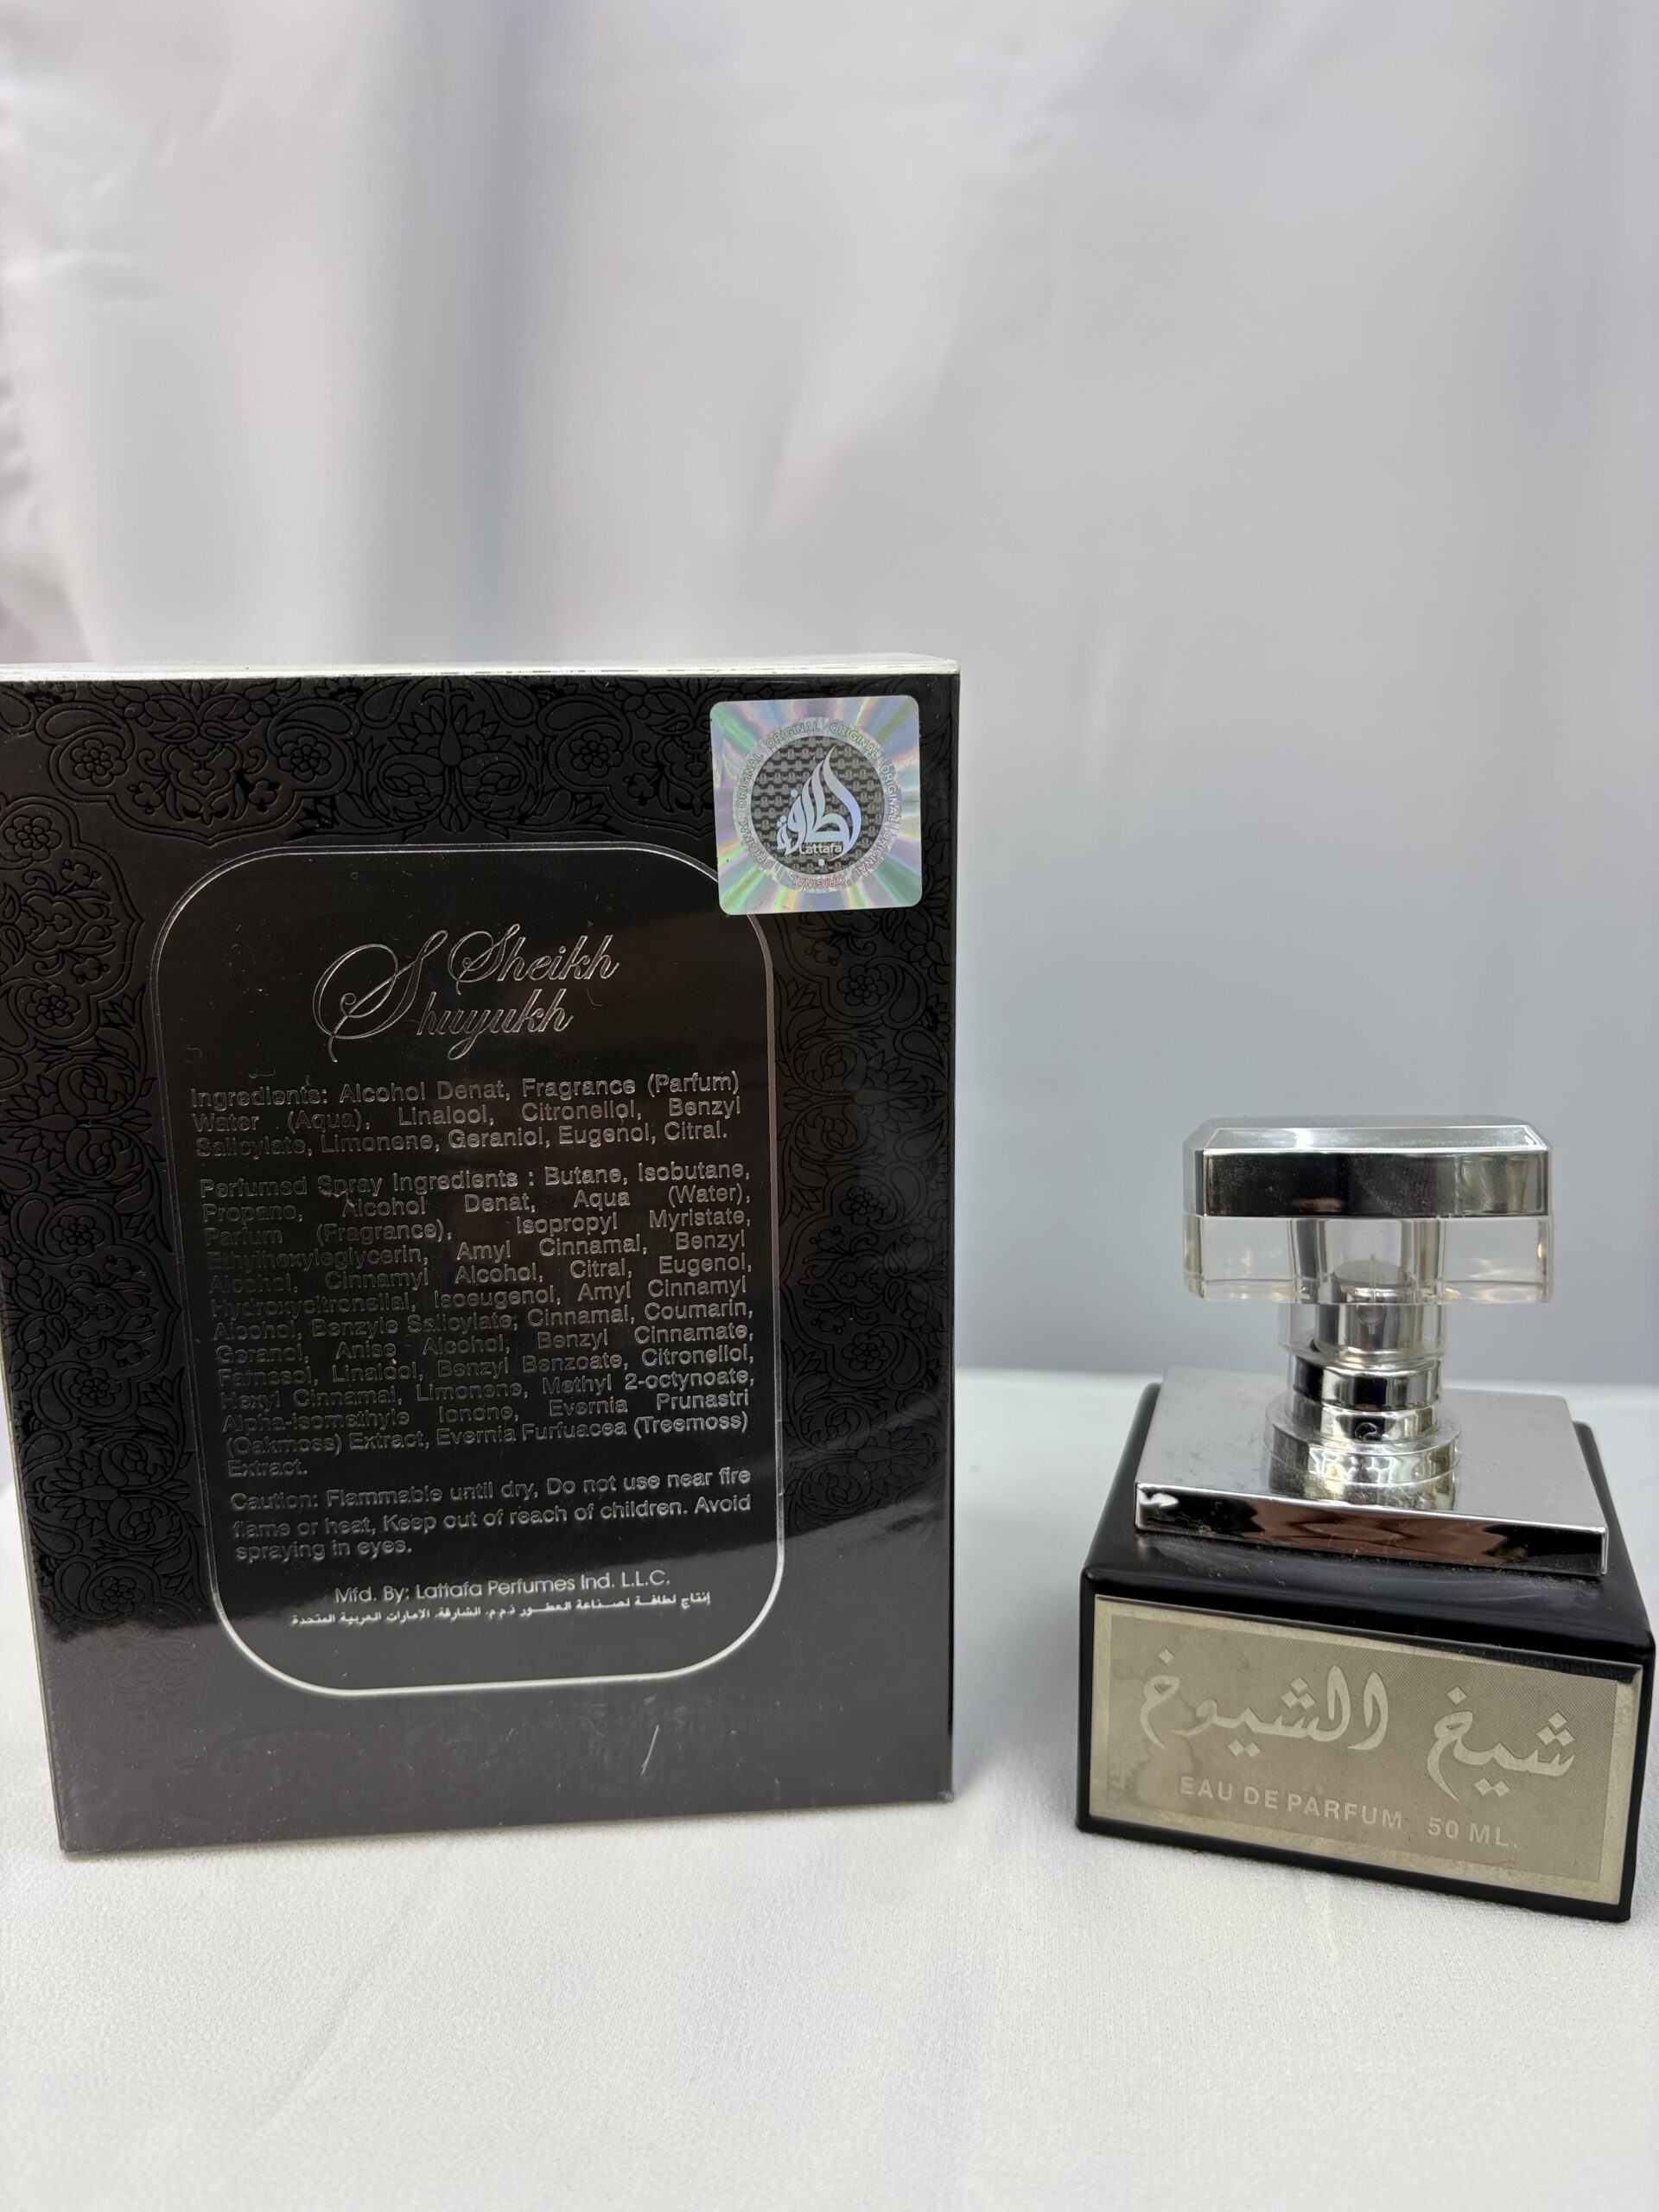 ORIGINAL ORIGINAL ORIGINAL ORIGINAL ORIGINAL ORIGINAL ORIGINAL
لطافة
Lattafa
Sheikh
Shuyukh
Ingredients: Alcohol Denat, Fragrance (Parfum)
Water (Aqua), Linalool, Citronellol, Benzyl
Salicylate, Limonene, Geraniol, Eugenol, Citral.
Perfumed Spray Ingredients : Butane, Isobutane,
Propane, Alcohol Denat, Aqua (Water),
Parfum (Fragrance), Isopropyl Myristate,
Ethylhexyleglycerin, Amyl Cinnamal, Benzyl
Alcohol, Cinnamyl Alcohol, Citral, Eugenol,
Hydroxycitronellal, Isoeugenol, Amyl Cinnamyl
Alcohol, Benzyle Salicylate, Cinnamal, Coumarin,
Geranol, Anise Alcohol, Benzyl Cinnamate,
Farnesol, Linalool, Benzyl Benzoate, Citronellol,
Hexyl Cinnamal, Limonene, Methyl 2-octynoate,
Alpha-isomethyle Ionone, Evernia Prunastri
(Oakmoss) Extract, Evernia Furfuacea (Treemoss)
Extract.
Caution: Flammable until dry, Do not use near fire
flame or heat, Keep out of reach of children. Avoid
spraying in eyes.
Mfd. By: Lattafa Perfumes Ind. L.L.C.
إنتاج لطافة لصناعة العطور ذ.م.م. الشارقة، الامارات العربية المتحدة
شيخ الشيوخ
EAU DE PARFUM 50 ML.